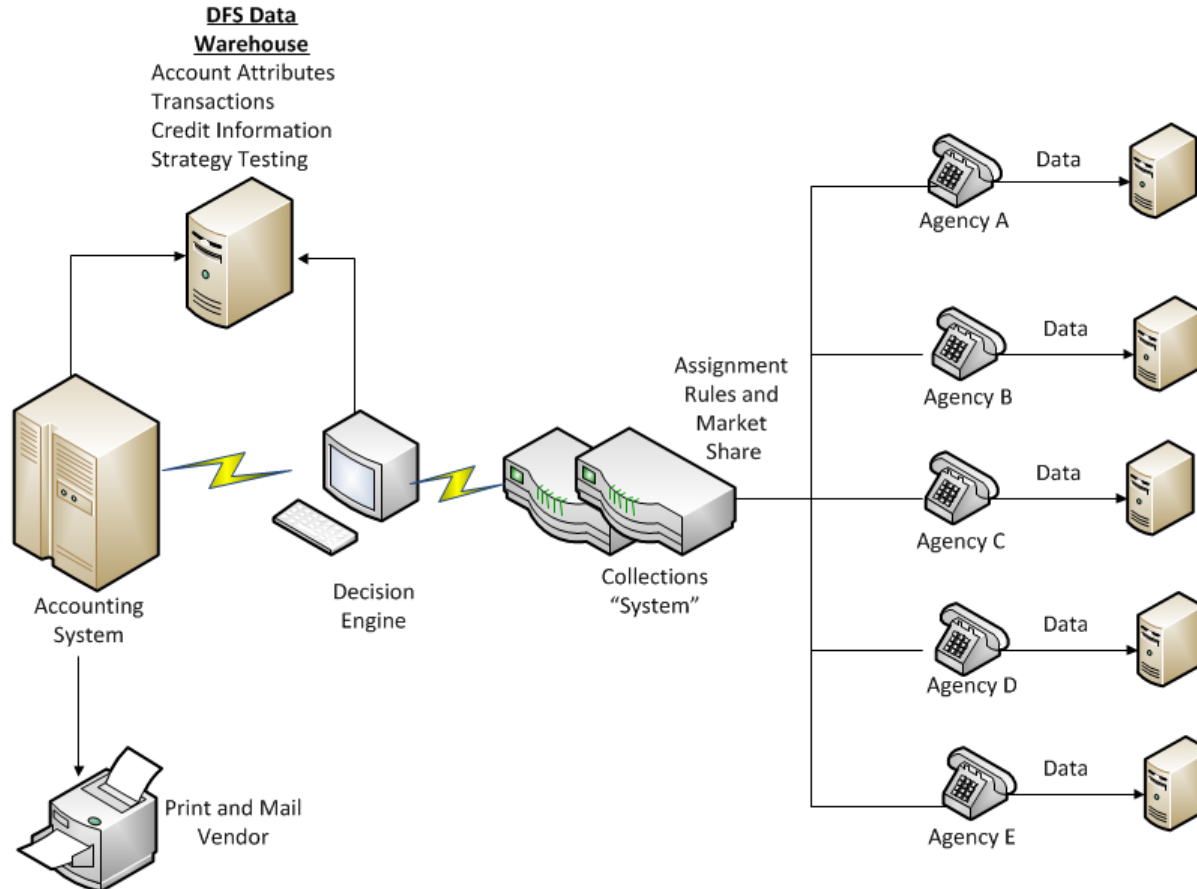 DFS Data
Warehouse
Account Attributes
Transactions
Credit Information
Strategy Testing
Accounting
System
Print and Mail
Vendor
Decision
Engine
Collections
“System”
Assignment
Rules and
Market
Share
Agency A
Data
Agency B
Data
Agency C
Data
Agency D
Data
Agency E
Data